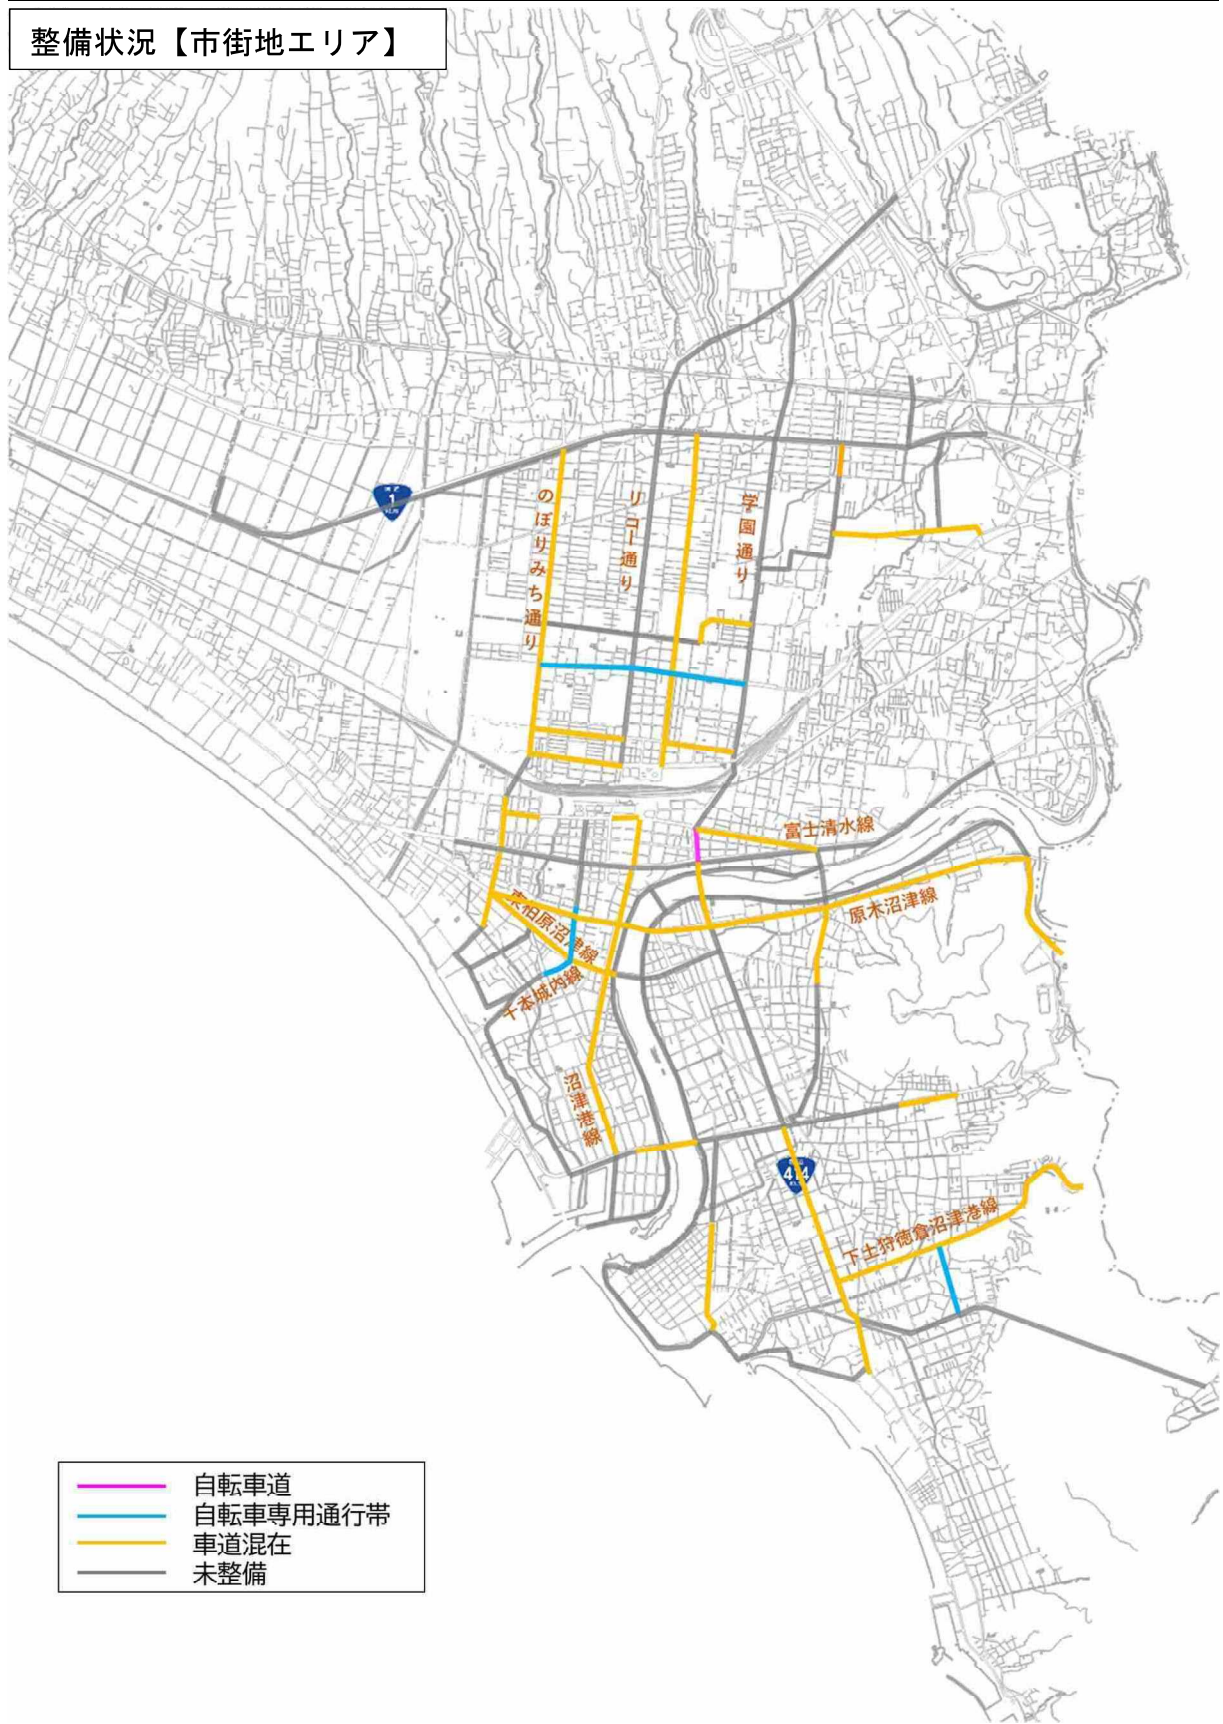 整備状況【市街地エリア】
1
のぼりみち通り
リコー通り
学園通り
富士清水線
原木沼津線
東柏原沼津線
千本城内線
沼津港線
414
下土狩徳倉沼津港線
自転車道
自転車専用通行帯
車道混在
未整備